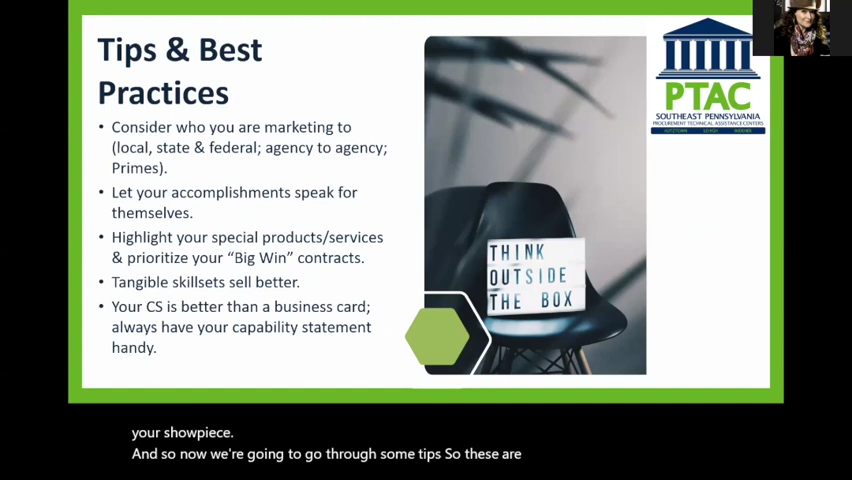 Tips & Best
Practices
• Consider who you are marketing to
(local, state & federal; agency to agency;
Primes).
• Let your accomplishments speak for
themselves.
• Highlight your special products/services
& prioritize your “Big Win” contracts.
• Tangible skillsets sell better.
• Your CS is better than a business card;
always have your capability statement
handy.
THINK
OUTSIDE
THE BOX
PTAC
SOUTHEAST PENNSYLVANIA
PROCUREMENT TECHNICAL ASSISTANCE CENTERS
your showpiece.
And so now we're going to go through some tips So these are